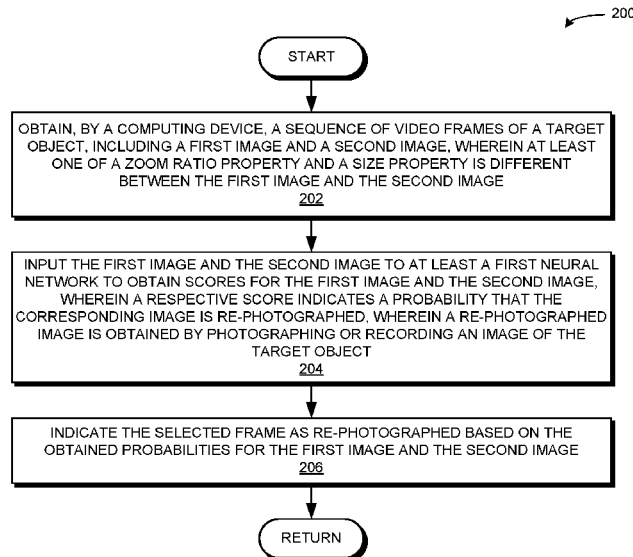 200
START
OBTAIN, BY A COMPUTING DEVICE, A SEQUENCE OF VIDEO FRAMES OF A TARGET
OBJECT, INCLUDING A FIRST IMAGE AND A SECOND IMAGE, WHEREIN AT LEAST
ONE OF A ZOOM RATIO PROPERTY AND A SIZE PROPERTY IS DIFFERENT
BETWEEN THE FIRST IMAGE AND THE SECOND IMAGE
202
INPUT THE FIRST IMAGE AND THE SECOND IMAGE TO AT LEAST A FIRST NEURAL
NETWORK TO OBTAIN SCORES FOR THE FIRST IMAGE AND THE SECOND IMAGE,
WHEREIN A RESPECTIVE SCORE INDICATES A PROBABILITY THAT THE
CORRESPONDING IMAGE IS RE-PHOTOGRAPHED, WHEREIN A RE-PHOTOGRAPHED
IMAGE IS OBTAINED BY PHOTOGRAPHING OR RECORDING AN IMAGE OF THE
TARGET OBJECT
204
INDICATE THE SELECTED FRAME AS RE-PHOTOGRAPHED BASED ON THE
OBTAINED PROBABILITIES FOR THE FIRST IMAGE AND THE SECOND IMAGE
206
RETURN